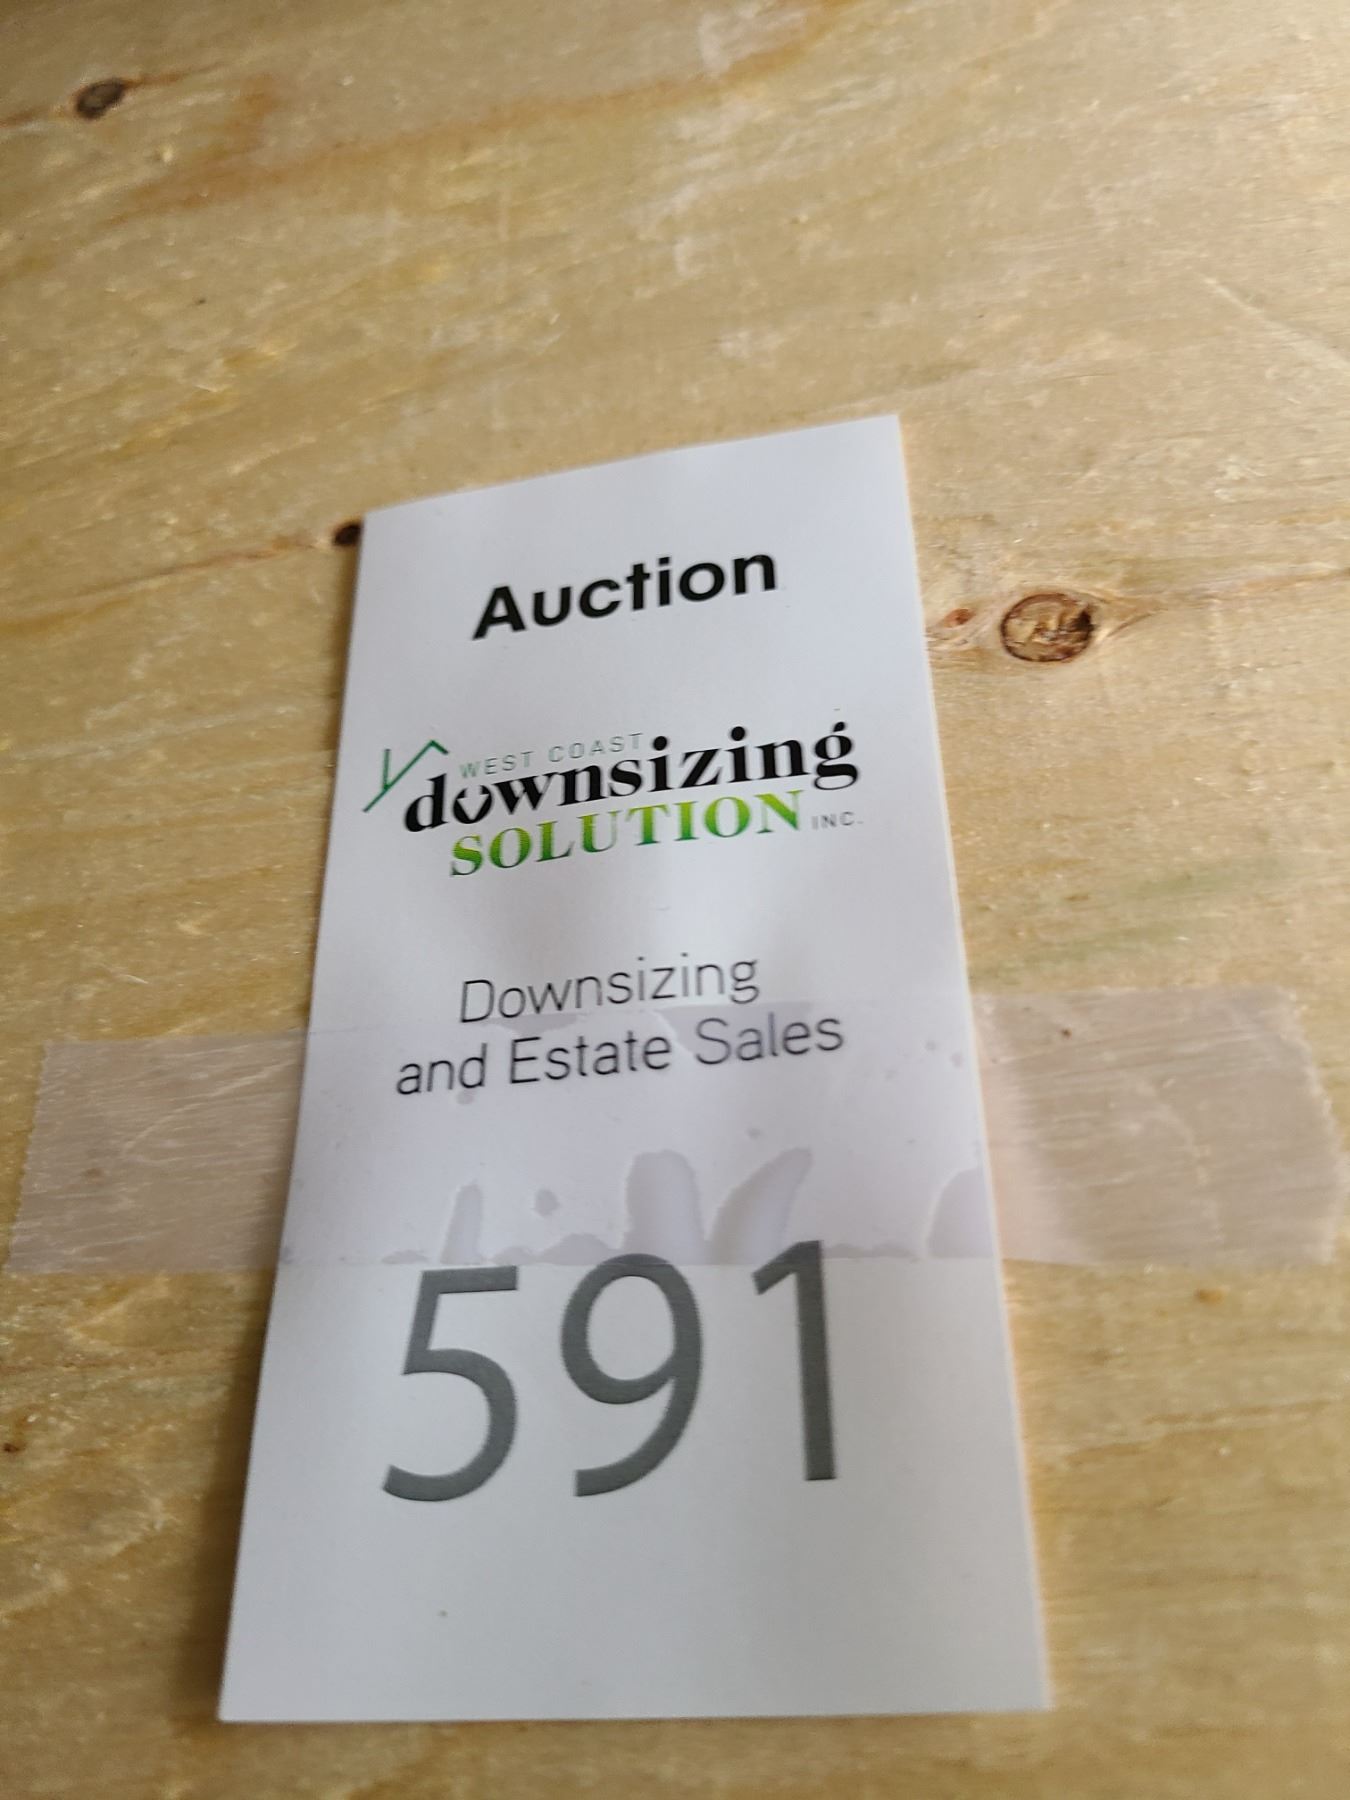 Auction
WEST COAST
downsizing
SOLUTION INC.
Downsizing
and Estate Sales
591